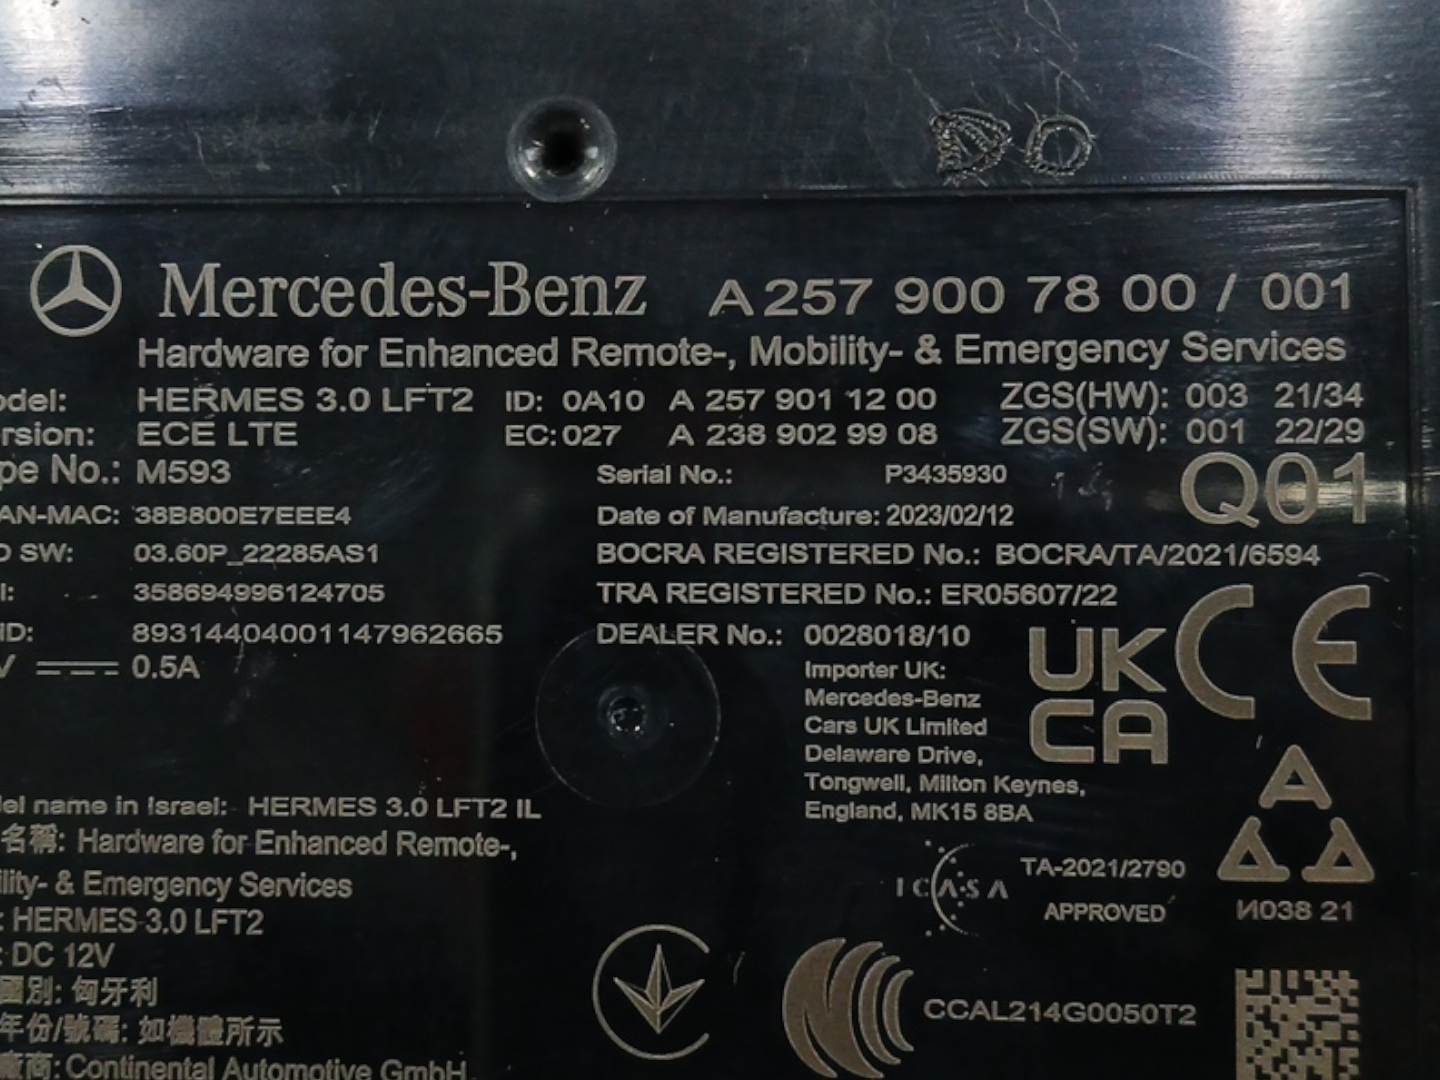 Mercedes-Benz A 257 900 78 00 / 001
Hardware for Enhanced Remote-, Mobility- & Emergency Services
odel: HERMES 3.0 LFT2 ID: 0A10 A 257 901 12 00 ZGS(HW): 003 21/34
rsion: ECE LTE EC: 027 A 238 902 99 08 ZGS(SW): 001 22/29
pe No.: M593 Serial No.: P3435930 Q01
AN-MAC: 38B800E7EEE4 Date of Manufacture: 2023/02/12
D SW: 03.60P_22285AS1 BOCRA REGISTERED No.: BOCRA/TA/2021/6594
I: 358694996124705 TRA REGISTERED No.: ER05607/22
ID: 89314404001147962665 DEALER No.: 0028018/10
V 0.5A
Importer UK:
Mercedes-Benz
Cars UK Limited
Delaware Drive,
Tongwell, Milton Keynes,
England, MK15 8BA
UK
CA
CE
del name in Israel: HERMES 3.0 LFT2 IL
名稱: Hardware for Enhanced Remote-,
ility- & Emergency Services
: HERMES 3.0 LFT2
: DC 12V
國別: 匈牙利
年份/號碼: 如機體所示
廠商: Continental Automotive GmbH
ICASA TA-2021/2790
APPROVED
И038 21
CCAL214G0050T2